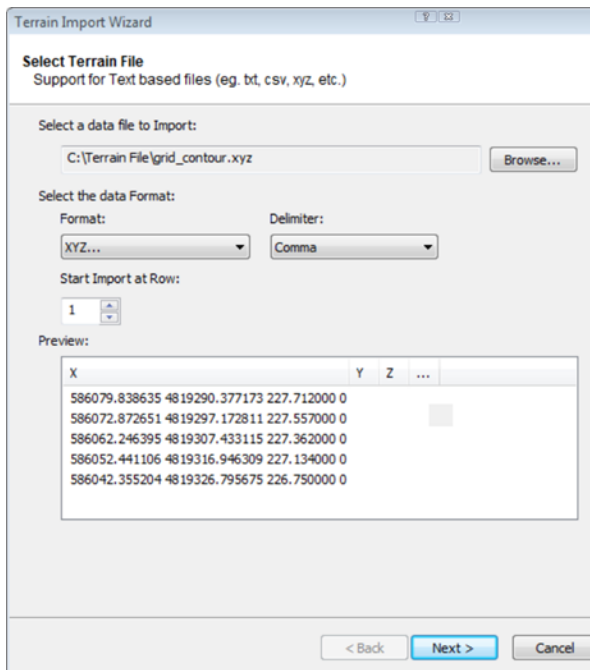 Terrain Import Wizard
Select Terrain File
Support for Text based files (eg. txt, csv, xyz, etc.)
Select a data file to Import:
C:\Terrain File\grid_contour.xyz
Browse...
Select the data Format:
Format: Delimiter:
XYZ... Comma
Start Import at Row:
1
Preview:
X Y Z ...
586079.838635 4819290.377173 227.712000 0
586072.872651 4819297.172811 227.557000 0
586062.246395 4819307.433115 227.362000 0
586052.441106 4819316.946309 227.134000 0
586042.355204 4819326.795675 226.750000 0
< Back Next > Cancel